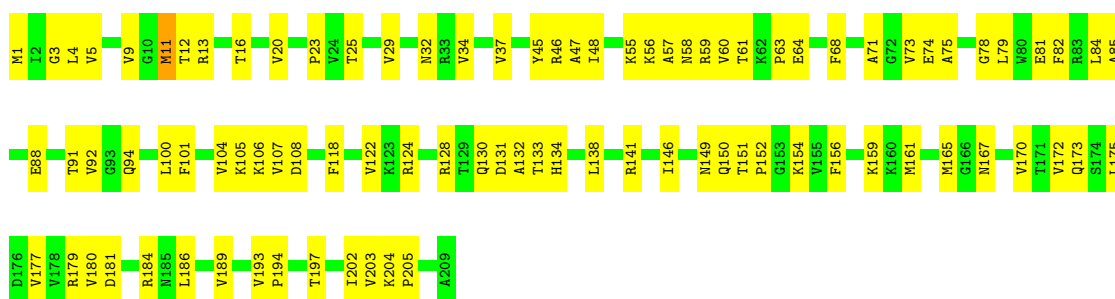 M1 I2 G3 L4 V5 V9 G10 M11 T12 R13 T16 V20 P23 V24 T25 V29 N32 R33 V34 V37 Y45 R46 A47 I48 K55 K56 A57 N58 R59 V60 T61 K62 P63 E64 F68 A71 G72 V73 E74 A75 G78 L79 W80 E81 F82 R83 L84 A85
E88 T91 V92 G93 Q94 L100 F101 V104 K105 K106 V107 D108 F118 V122 K123 R124 R128 T129 Q130 D131 A132 T133 H134 L138 R141 I146 N149 Q150 T151 P152 G153 K154 V155 F156 K159 K160 M161 M165 G166 N167 V170 T171 V172 Q173 S174 L175
D176 V177 V178 R179 V180 D181 R184 N185 L186 V189 V193 P194 T197 I202 V203 K204 P205 A209